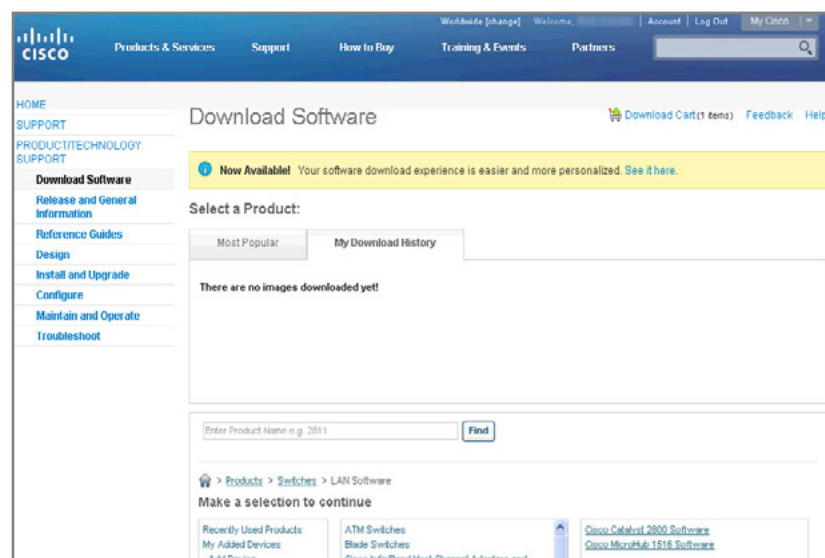 Worldwide [change] Welcome, | Account | Log Out My Cisco
CISCO
Products & Services Support How to Buy Training & Events Partners
HOME
SUPPORT
PRODUCT/TECHNOLOGY
SUPPORT
Download Software
Release and General
Information
Reference Guides
Design
Install and Upgrade
Configure
Maintain and Operate
Troubleshoot
Download Software
Download Cart (1 items) Feedback Help
Now Available! Your software download experience is easier and more personalized. See it here.
Select a Product:
Most Popular My Download History
There are no images downloaded yet!
Enter Product Name e.g. 2811 Find
> Products > Switches > LAN Software
Make a selection to continue
Recently Used Products
My Added Devices
Add Device
ATM Switches
Blade Switches
Cisco Catalyst 2800 Software
Cisco MicroHub 1516 Software